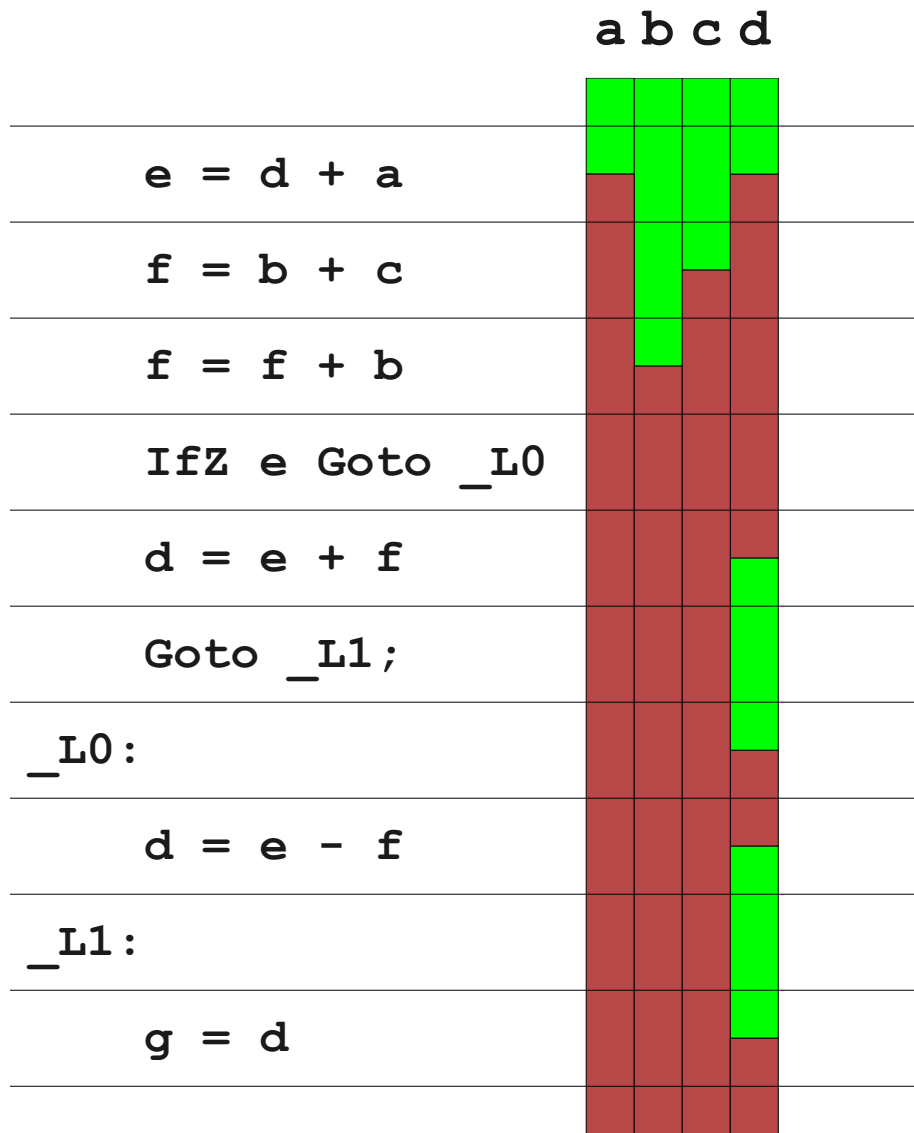 a b c d
e = d + a
f = b + c
f = f + b
IfZ e Goto _L0
d = e + f
Goto _L1;
_L0:
d = e - f
_L1:
g = d